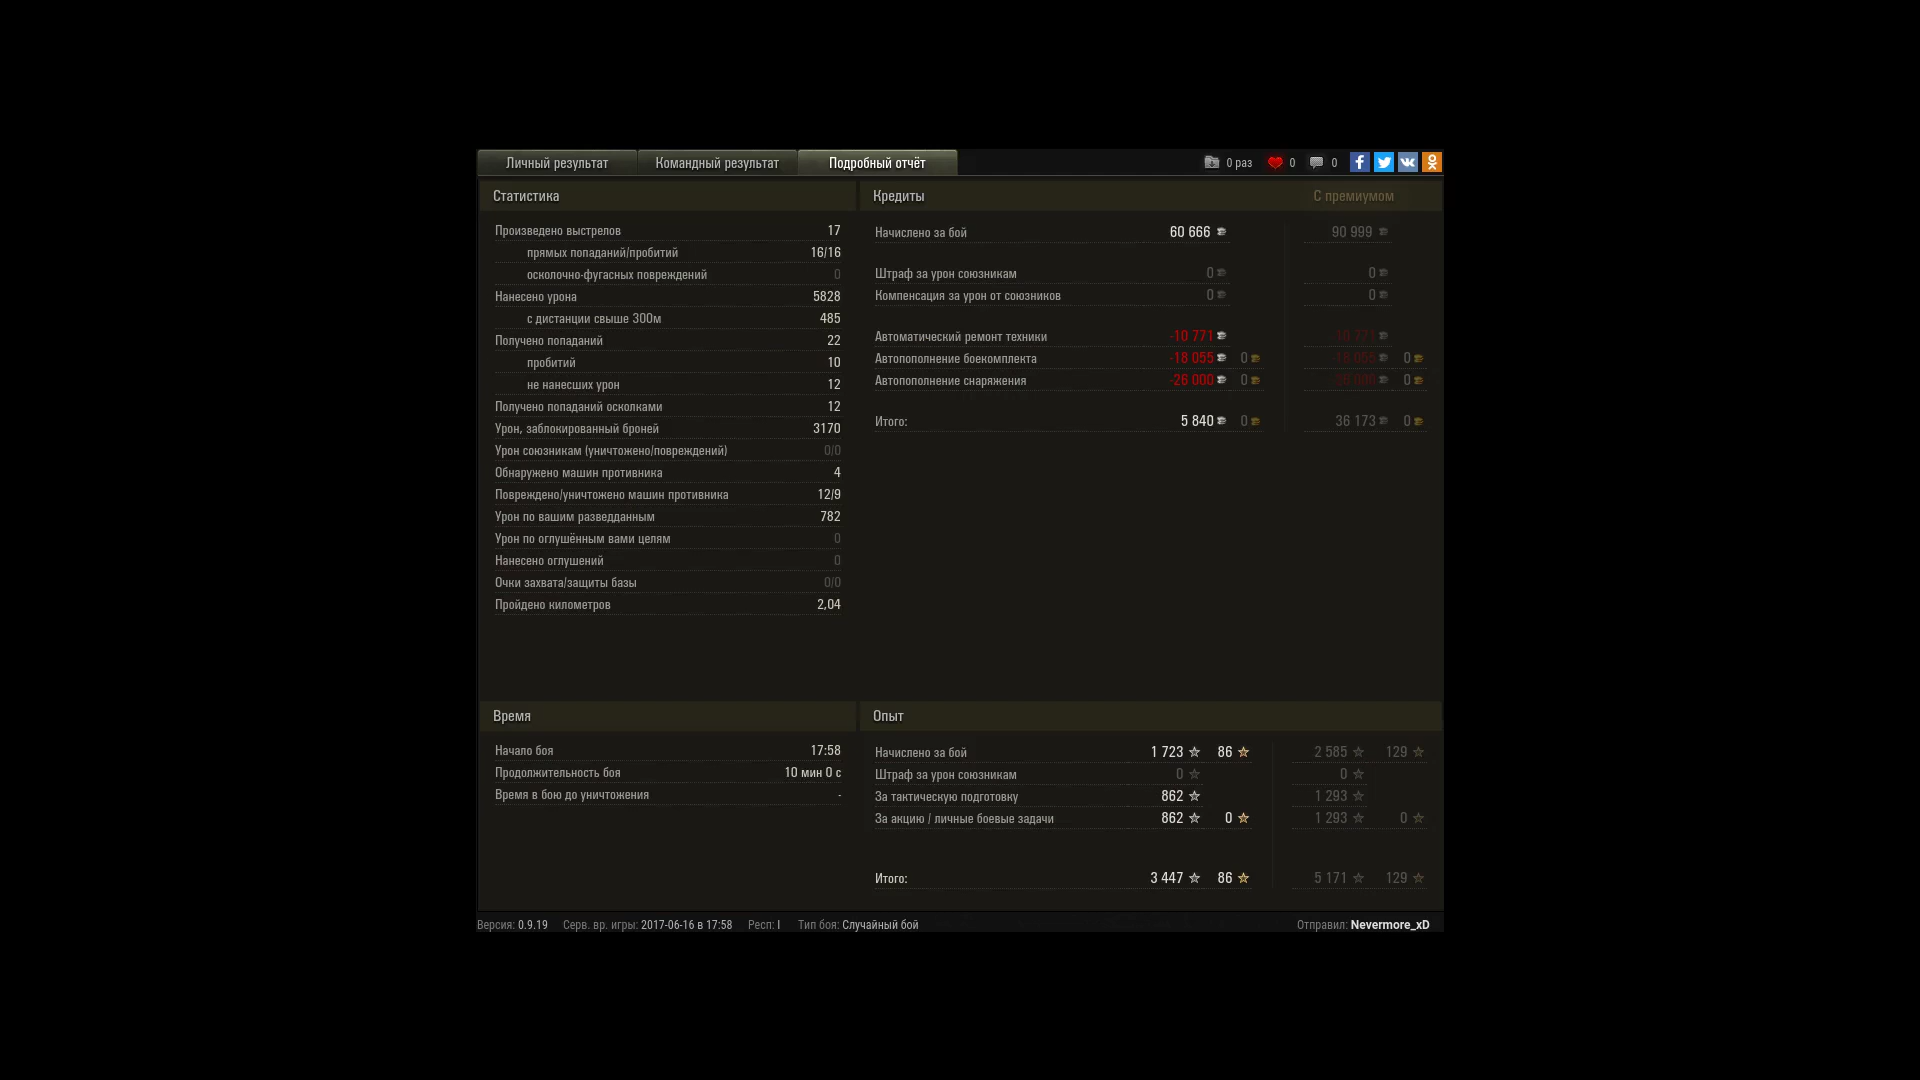 Личный результат Командный результат Подробный отчёт 0 раз 0 0
Статистика
Произведено выстрелов 17
прямых попаданий/пробитий 16/16
осколочно-фугасных повреждений 0
Нанесено урона 5828
с дистанции свыше 300м 485
Получено попаданий 22
пробитий 10
не нанесших урон 12
Получено попаданий осколками 12
Урон, заблокированный броней 3170
Урон союзникам (уничтожено/повреждений) 0/0
Обнаружено машин противника 4
Повреждено/уничтожено машин противника 12/9
Урон по вашим разведданным 782
Урон по оглушённым вами целям 0
Нанесено оглушений 0
Очки захвата/защиты базы 0/0
Пройдено километров 2,04
Кредиты С премиумом
Начислено за бой 60 666 90 999
Штраф за урон союзникам 0 0
Компенсация за урон от союзников 0 0
Автоматический ремонт техники -10 771 -10 771
Автопополнение боекомплекта -18 055 0 -18 055 0
Автопополнение снаряжения -26 000 0 -26 000 0
Итого: 5 840 0 36 173 0
Время
Начало боя 17:58
Продолжительность боя 10 мин 0 с
Время в бою до уничтожения -
Опыт
Начислено за бой 1 723 86 2 585 129
Штраф за урон союзникам 0 0
За тактическую подготовку 862 1 293
За акцию / личные боевые задачи 862 0 1 293 0
Итого: 3 447 86 5 171 129
Версия: 0.9.19 Серв. вр. игры: 2017-06-16 в 17:58 Респ: I Тип боя: Случайный бой Отправил: Nevermore_xD